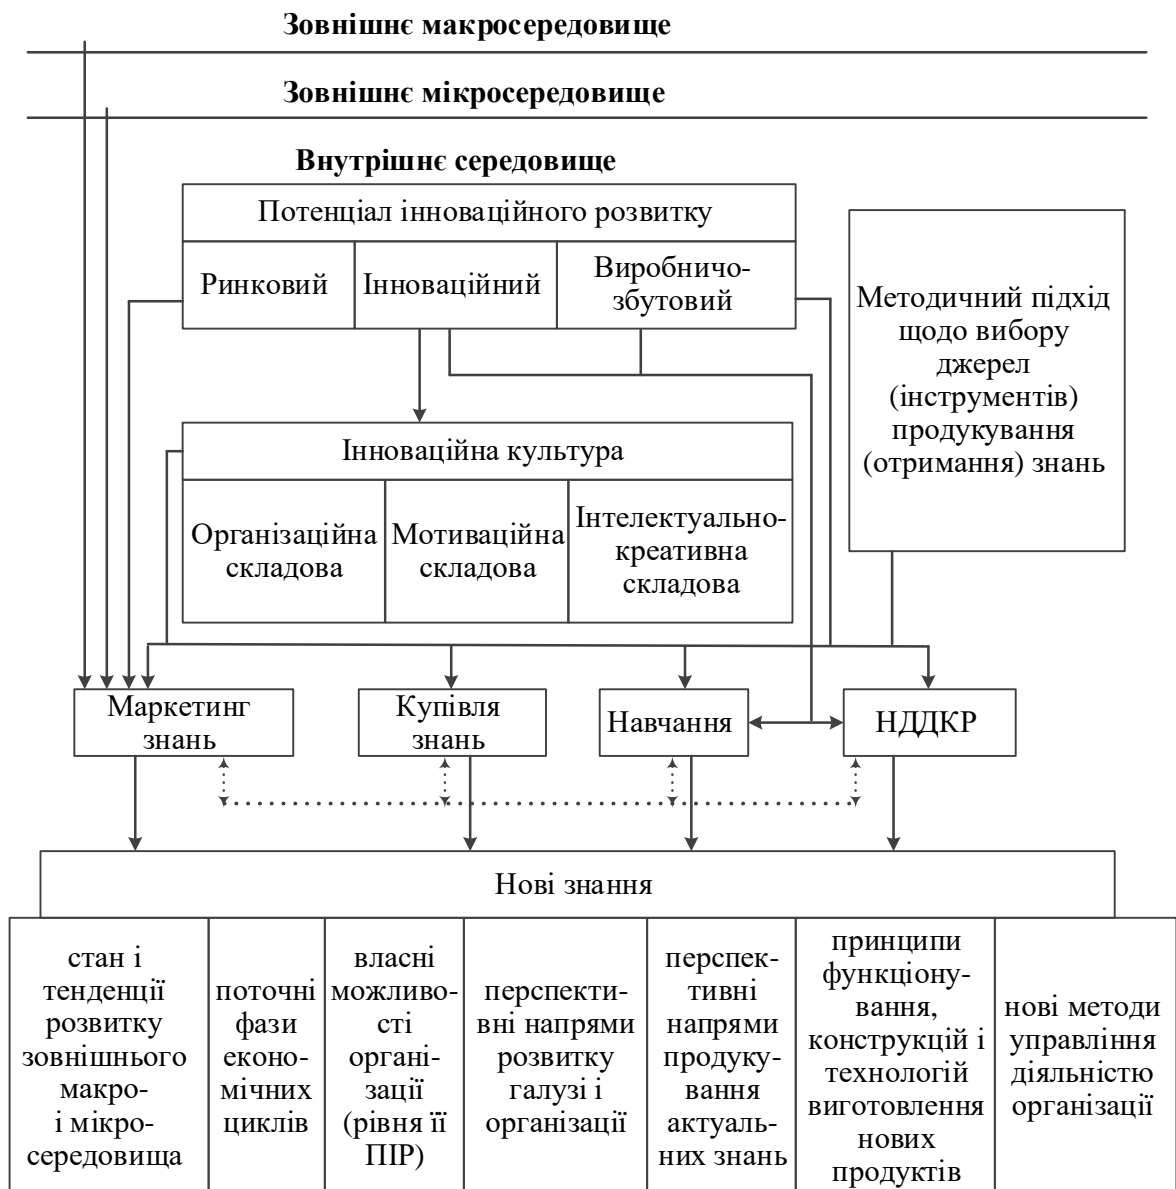 Зовнішнє макросередовище
Зовнішнє мікросередовище
Внутрішнє середовище
Потенціал інноваційного розвитку
Ринковий
Інноваційний
Виробничо-
збутовий
Методичний підхід
щодо вибору
джерел
(інструментів)
продукування
(отримання) знань
Інноваційна культура
Організаційна
складова
Мотиваційна
складова
Інтелектуально-
креативна
складова
Маркетинг
знань
Купівля
знань
Навчання
НДДКР
Нові знання
стан і
тенденції
розвитку
зовнішнього
макро-
і мікро-
середовища
поточні
фази
еконо-
мічних
циклів
власні
можливо-
сті
органі-
зації
(рівня її
ПІР)
перспекти-
вні напрями
розвитку
галузі і
організації
перспек-
тивні
напрями
продуку-
вання
актуаль-
них знань
принципи
функціону-
вання,
конструкцій і
технологій
виготовлення
нових
продуктів
нові методи
управління
діяльністю
організації